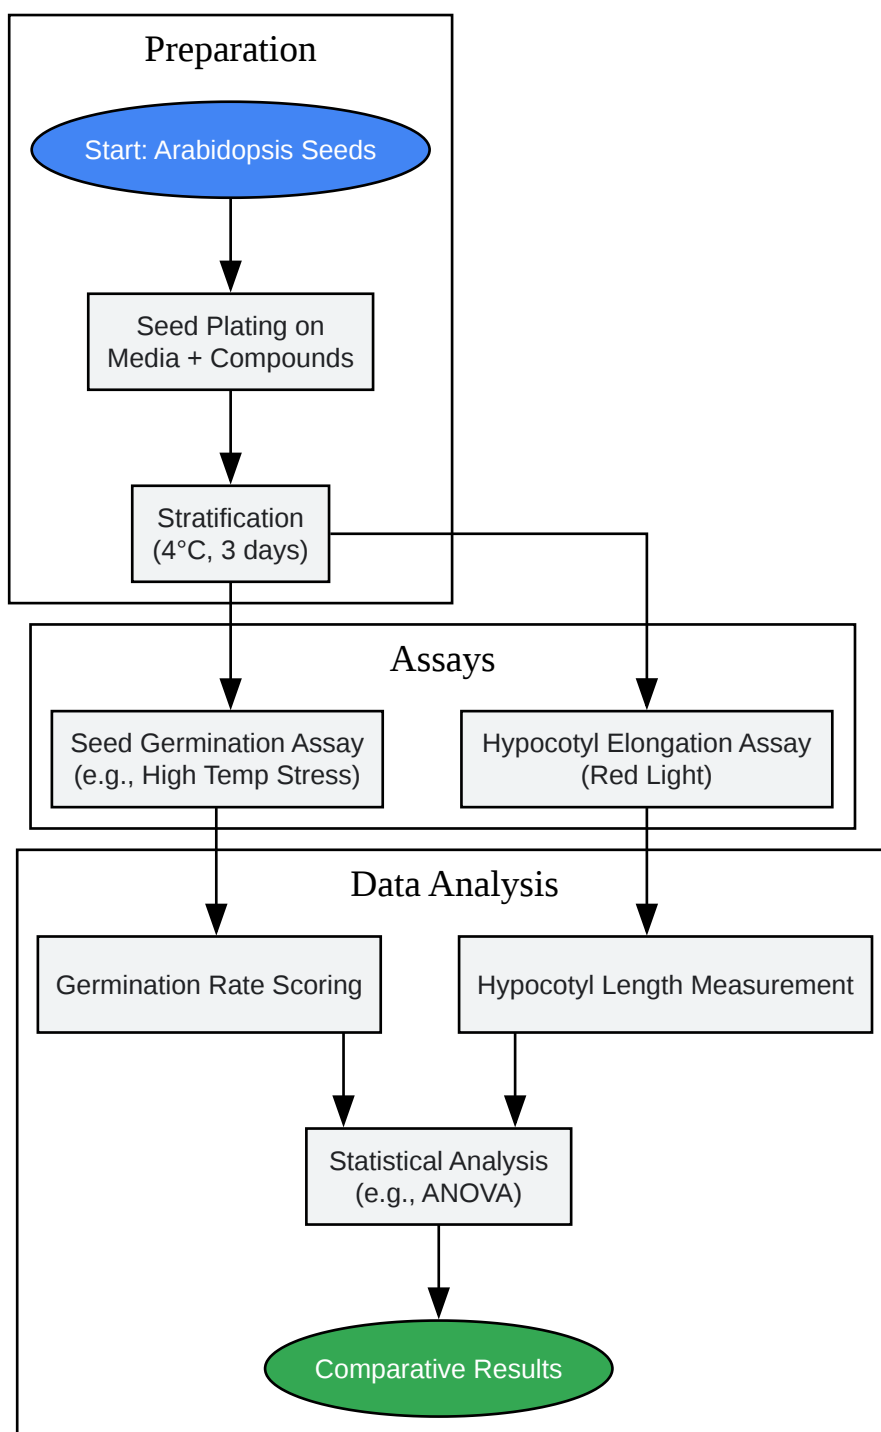 Preparation
Start: Arabidopsis Seeds
Seed Plating on
Media + Compounds
Stratification
(4°C, 3 days)
Assays
Seed Germination Assay
(e.g., High Temp Stress)
Hypocotyl Elongation Assay
(Red Light)
Data Analysis
Germination Rate Scoring
Hypocotyl Length Measurement
Statistical Analysis
(e.g., ANOVA)
Comparative Results